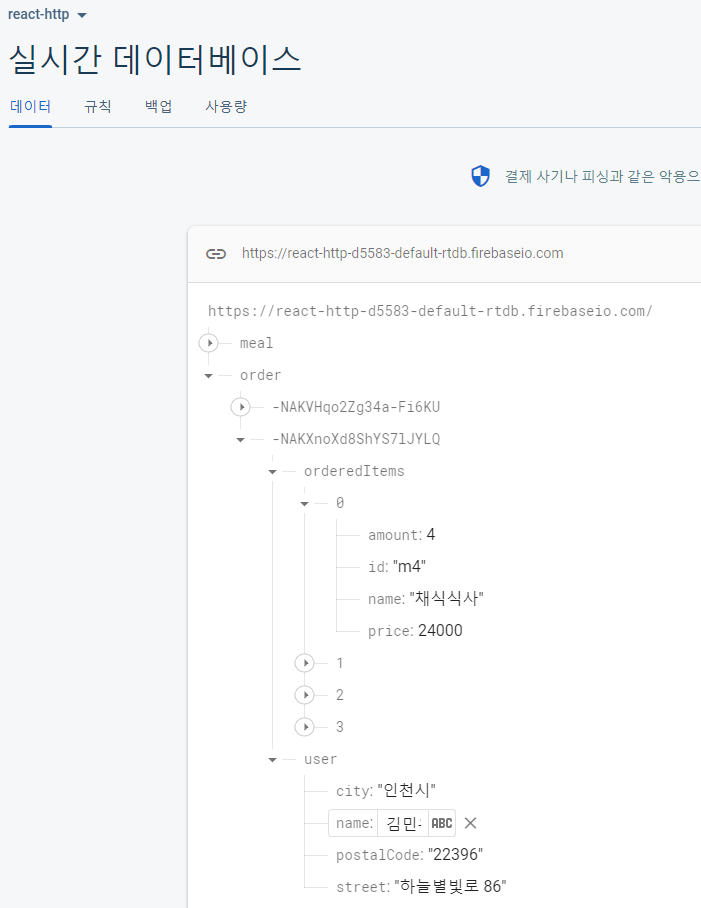 react-http
실시간 데이터베이스
데이터 규칙 백업 사용량
결제 사기나 피싱과 같은 악용으
https://react-http-d5583-default-rtdb.firebaseio.com
https://react-http-d5583-default-rtdb.firebaseio.com/
meal
order
-NAKVHqo2Zg34a-Fi6KU
-NAKXnoXd8ShYS7lJYLQ
orderedItems
0
amount: 4
id: "m4"
name: "채식식사"
price: 24000
1
2
3
user
city: "인천시"
name: 김민 ABC
postalCode: "22396"
street: "하늘별빛로 86"